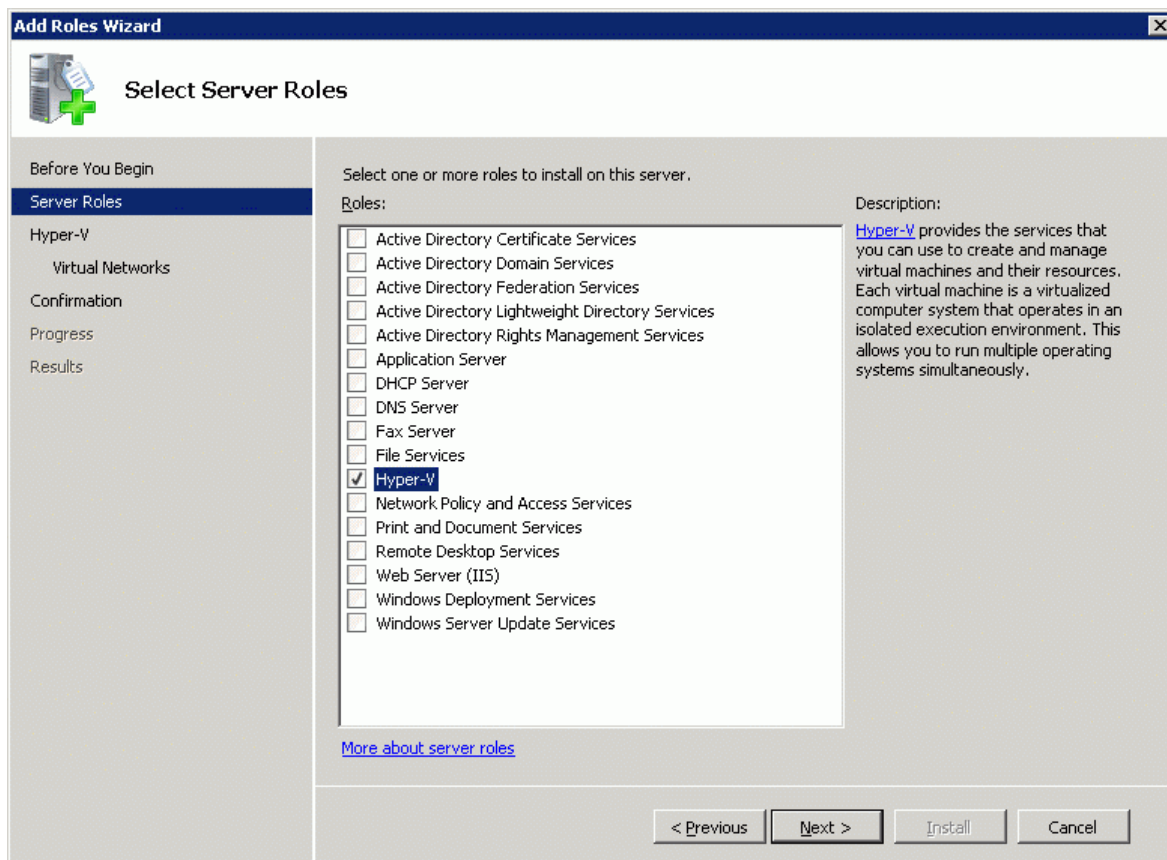 Add Roles Wizard
Select Server Roles
Before You Begin
Server Roles
Hyper-V
Virtual Networks
Confirmation
Progress
Results
Select one or more roles to install on this server.
Roles:
Active Directory Certificate Services
Active Directory Domain Services
Active Directory Federation Services
Active Directory Lightweight Directory Services
Active Directory Rights Management Services
Application Server
DHCP Server
DNS Server
Fax Server
File Services
Hyper-V
Network Policy and Access Services
Print and Document Services
Remote Desktop Services
Web Server (IIS)
Windows Deployment Services
Windows Server Update Services
More about server roles
Description:
Hyper-V provides the services that
you can use to create and manage
virtual machines and their resources.
Each virtual machine is a virtualized
computer system that operates in an
isolated execution environment. This
allows you to run multiple operating
systems simultaneously.
< Previous
Next >
Install
Cancel